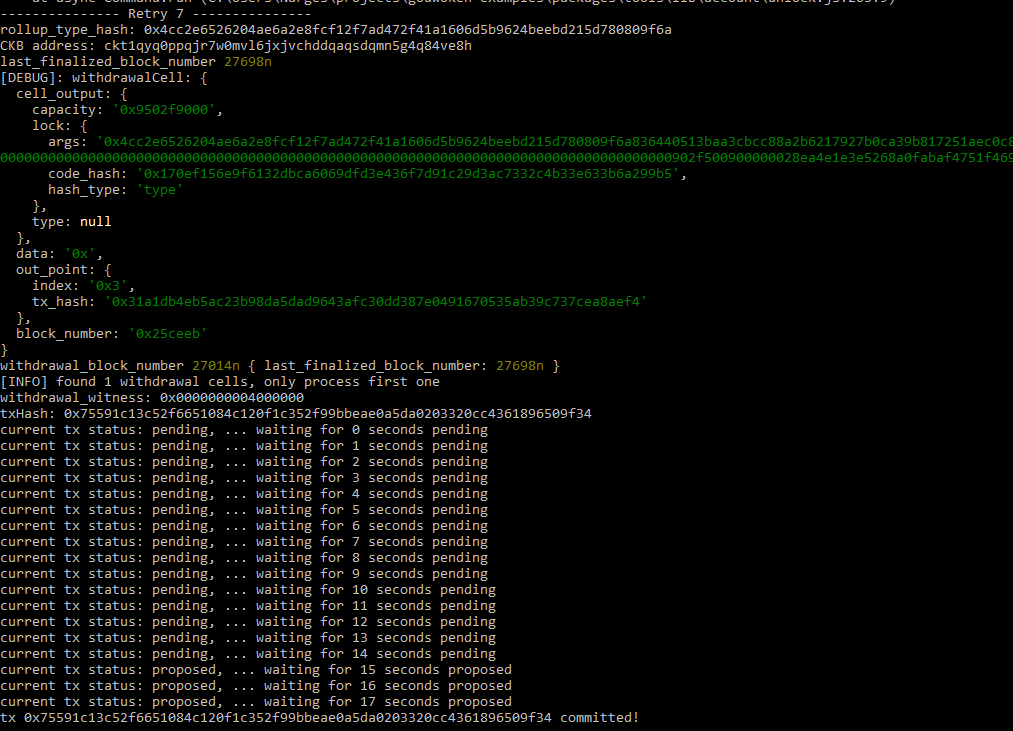 --------------- Retry 7 ---------------
rollup_type_hash: 0x4cc2e6526204ae6a2e8fcf12f7ad472f41a1606d5b9624beebd215d780809f6a
CKB address: ckt1qyq0ppqjr7w0mvl6jxjvchddqaqsdqmn5g4q84ve8h
last_finalized_block_number 27698n
[DEBUG]: withdrawalCell: {
cell_output: {
capacity: '0x9502f9000',
lock: {
args: '0x4cc2e6526204ae6a2e8fcf12f7ad472f41a1606d5b9624beebd215d780809f6a836440513baa3cbcc88a2b6217927b0ca39b817251aec0c8
code_hash: '0x170ef156e9f6132dbca6069dfd3e436f7d91c29d3ac7332c4b33e633b6a299b5',
hash_type: 'type'
},
type: null
},
data: '0x',
out_point: {
index: '0x3',
tx_hash: '0x31a1db4eb5ac23b98da5dad9643afc30dd387e0491670535ab39c737cea8aef4'
},
block_number: '0x25ceeb'
}
withdrawal_block_number 27014n { last_finalized_block_number: 27698n }
[INFO] found 1 withdrawal cells, only process first one
withdrawal_witness: 0x0000000004000000
txHash: 0x75591c13c52f6651084c120f1c352f99bbeae0a5da0203320cc4361896509f34
current tx status: pending, ... waiting for 0 seconds pending
current tx status: pending, ... waiting for 1 seconds pending
current tx status: pending, ... waiting for 2 seconds pending
current tx status: pending, ... waiting for 3 seconds pending
current tx status: pending, ... waiting for 4 seconds pending
current tx status: pending, ... waiting for 5 seconds pending
current tx status: pending, ... waiting for 6 seconds pending
current tx status: pending, ... waiting for 7 seconds pending
current tx status: pending, ... waiting for 8 seconds pending
current tx status: pending, ... waiting for 9 seconds pending
current tx status: pending, ... waiting for 10 seconds pending
current tx status: pending, ... waiting for 11 seconds pending
current tx status: pending, ... waiting for 12 seconds pending
current tx status: pending, ... waiting for 13 seconds pending
current tx status: pending, ... waiting for 14 seconds pending
current tx status: proposed, ... waiting for 15 seconds proposed
current tx status: proposed, ... waiting for 16 seconds proposed
current tx status: proposed, ... waiting for 17 seconds proposed
tx 0x75591c13c52f6651084c120f1c352f99bbeae0a5da0203320cc4361896509f34 committed!